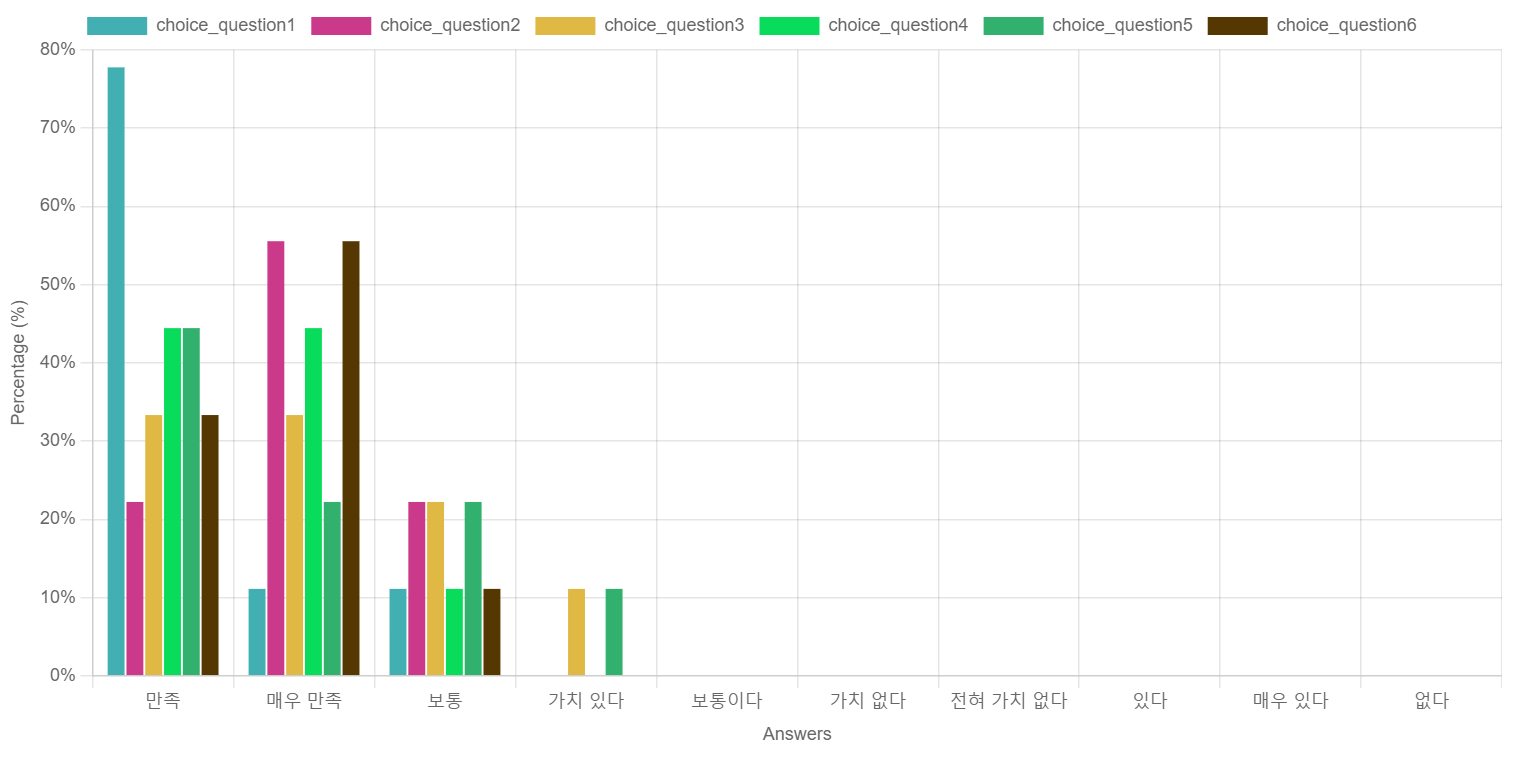 choice_question1 choice_question2 choice_question3 choice_question4 choice_question5 choice_question6
80%
70%
60%
50%
40%
30%
20%
10%
0%
Percentage (%)
만족 매우 만족 보통 가치 있다 보통이다 가치 없다 전혀 가치 없다 있다 매우 있다 없다
Answers